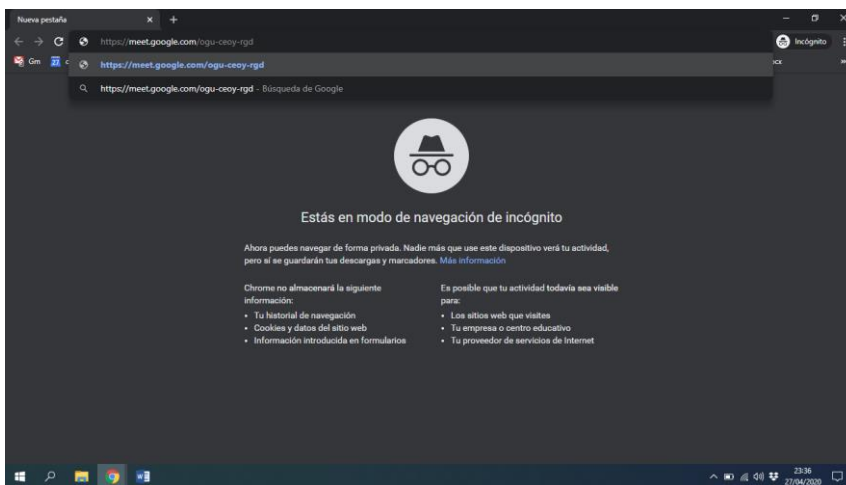 Nueva pestaña
https://meet.google.com/ogu-ceoy-rgd
Incógnito
Gm 27 c
https://meet.google.com/ogu-ceoy-rgd
https://meet.google.com/ogu-ceoy-rgd - Búsqueda de Google
Estás en modo de navegación de incógnito
Ahora puedes navegar de forma privada. Nadie más que use este dispositivo verá tu actividad,
pero sí se guardarán tus descargas y marcadores. Más información
Chrome no almacenará la siguiente
información:
• Tu historial de navegación
• Cookies y datos del sitio web
• Información introducida en formularios
Es posible que tu actividad todavía sea visible
para:
• Los sitios web que visites
• Tu empresa o centro educativo
• Tu proveedor de servicios de Internet
23:36
27/04/2020